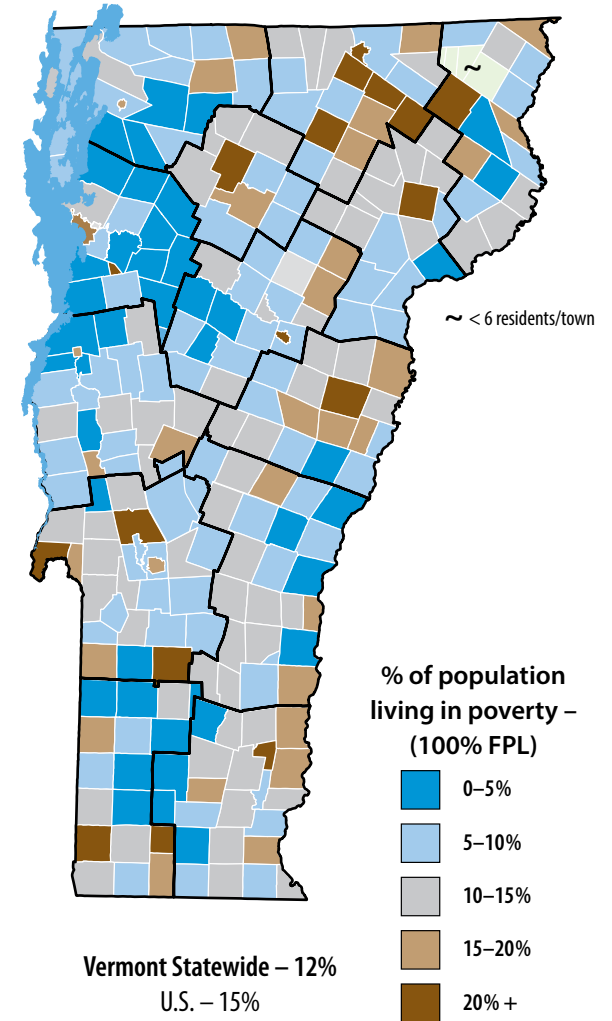 ~
~ < 6 residents/town
% of population
living in poverty –
(100% FPL)
0–5%
5–10%
10–15%
15–20%
20% +
Vermont Statewide – 12%
U.S. – 15%